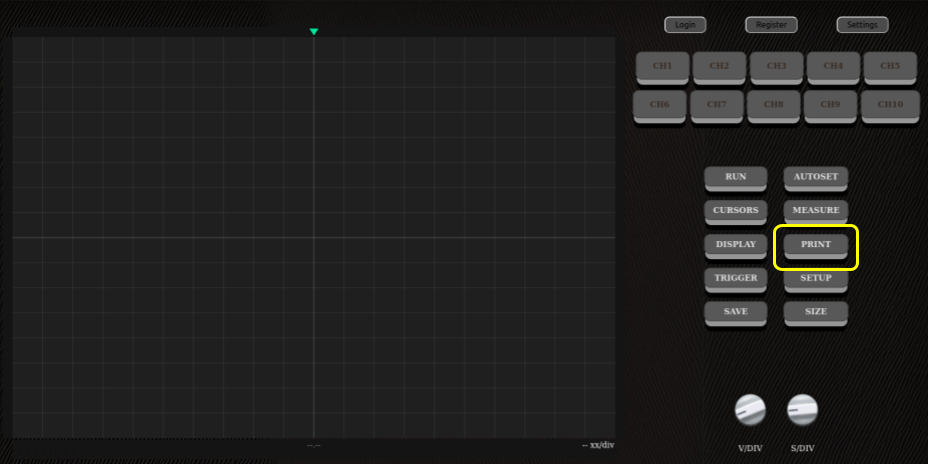 Login Register Settings
CH1 CH2 CH3 CH4 CH5
CH6 CH7 CH8 CH9 CH10
RUN AUTOSET
CURSORS MEASURE
DISPLAY PRINT
TRIGGER SETUP
SAVE SIZE
--.-- -- xx/div
V/DIV S/DIV